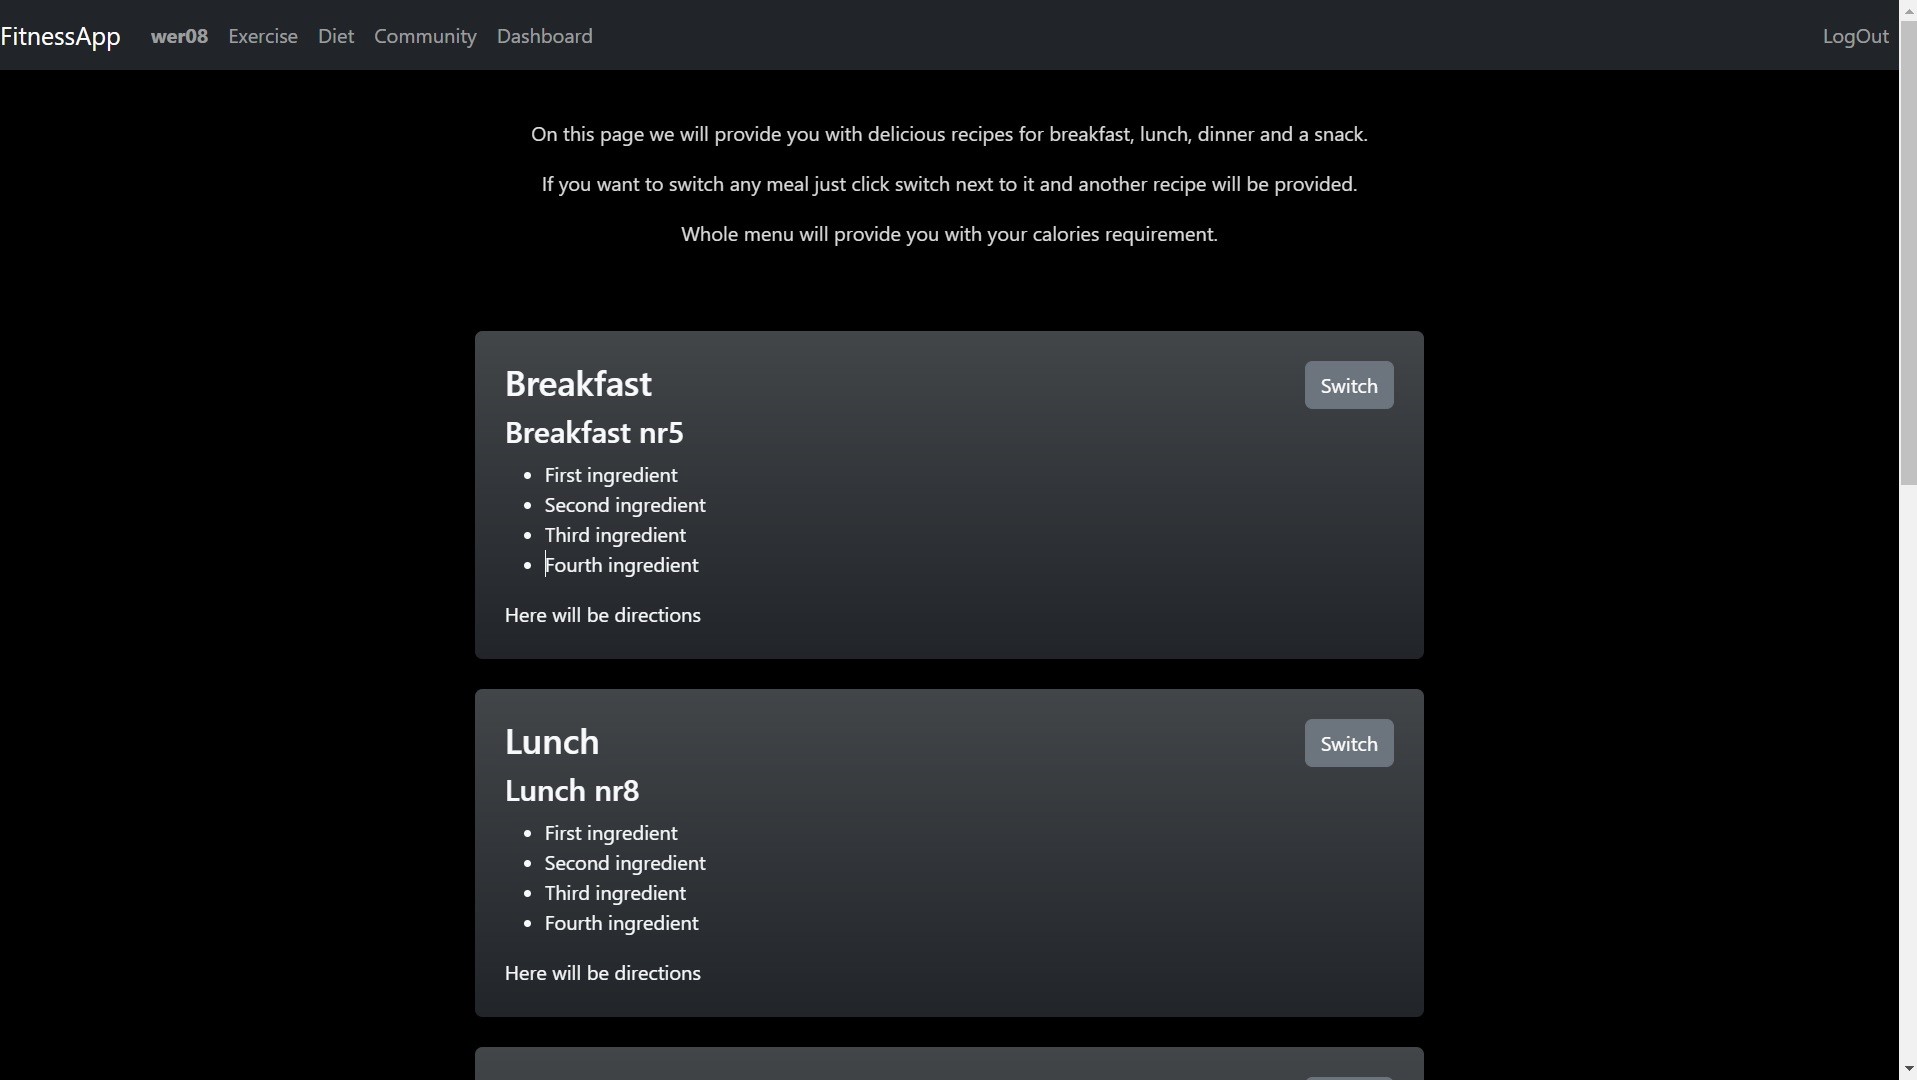 FitnessApp wer08 Exercise Diet Community Dashboard LogOut
On this page we will provide you with delicious recipes for breakfast, lunch, dinner and a snack.
If you want to switch any meal just click switch next to it and another recipe will be provided.
Whole menu will provide you with your calories requirement.
Breakfast Switch
Breakfast nr5
• First ingredient
• Second ingredient
• Third ingredient
• Fourth ingredient
Here will be directions
Lunch Switch
Lunch nr8
• First ingredient
• Second ingredient
• Third ingredient
• Fourth ingredient
Here will be directions